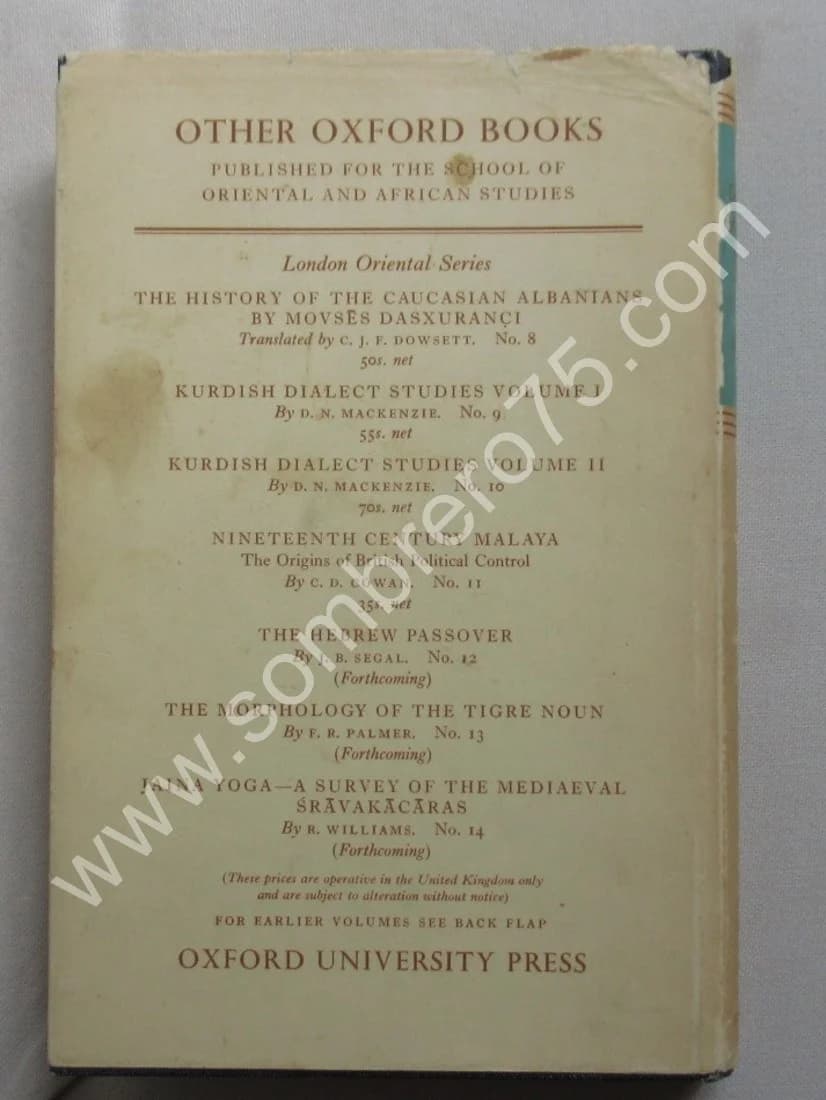 OTHER OXFORD BOOKS
PUBLISHED FOR THE SCHOOL OF
ORIENTAL AND AFRICAN STUDIES
London Oriental Series
THE HISTORY OF THE CAUCASIAN ALBANIANS
BY MOVSĒS DASXURANÇI
Translated by C. J. F. DOWSETT. No. 8
50s. net
KURDISH DIALECT STUDIES VOLUME I
By D. N. MACKENZIE. No. 9
55s. net
KURDISH DIALECT STUDIES VOLUME II
By D. N. MACKENZIE. No. 10
70s. net
NINETEENTH CENTURY MALAYA
The Origins of British Political Control
By C. D. COWAN. No. 11
35s. net
THE HEBREW PASSOVER
By J. B. SEGAL. No. 12
(Forthcoming)
THE MORPHOLOGY OF THE TIGRE NOUN
By F. R. PALMER. No. 13
(Forthcoming)
JAINA YOGA—A SURVEY OF THE MEDIAEVAL
ŚRĀVAKĀCĀRAS
By R. WILLIAMS. No. 14
(Forthcoming)
(These prices are operative in the United Kingdom only
and are subject to alteration without notice)
FOR EARLIER VOLUMES SEE BACK FLAP
OXFORD UNIVERSITY PRESS
www.sombrero75.com